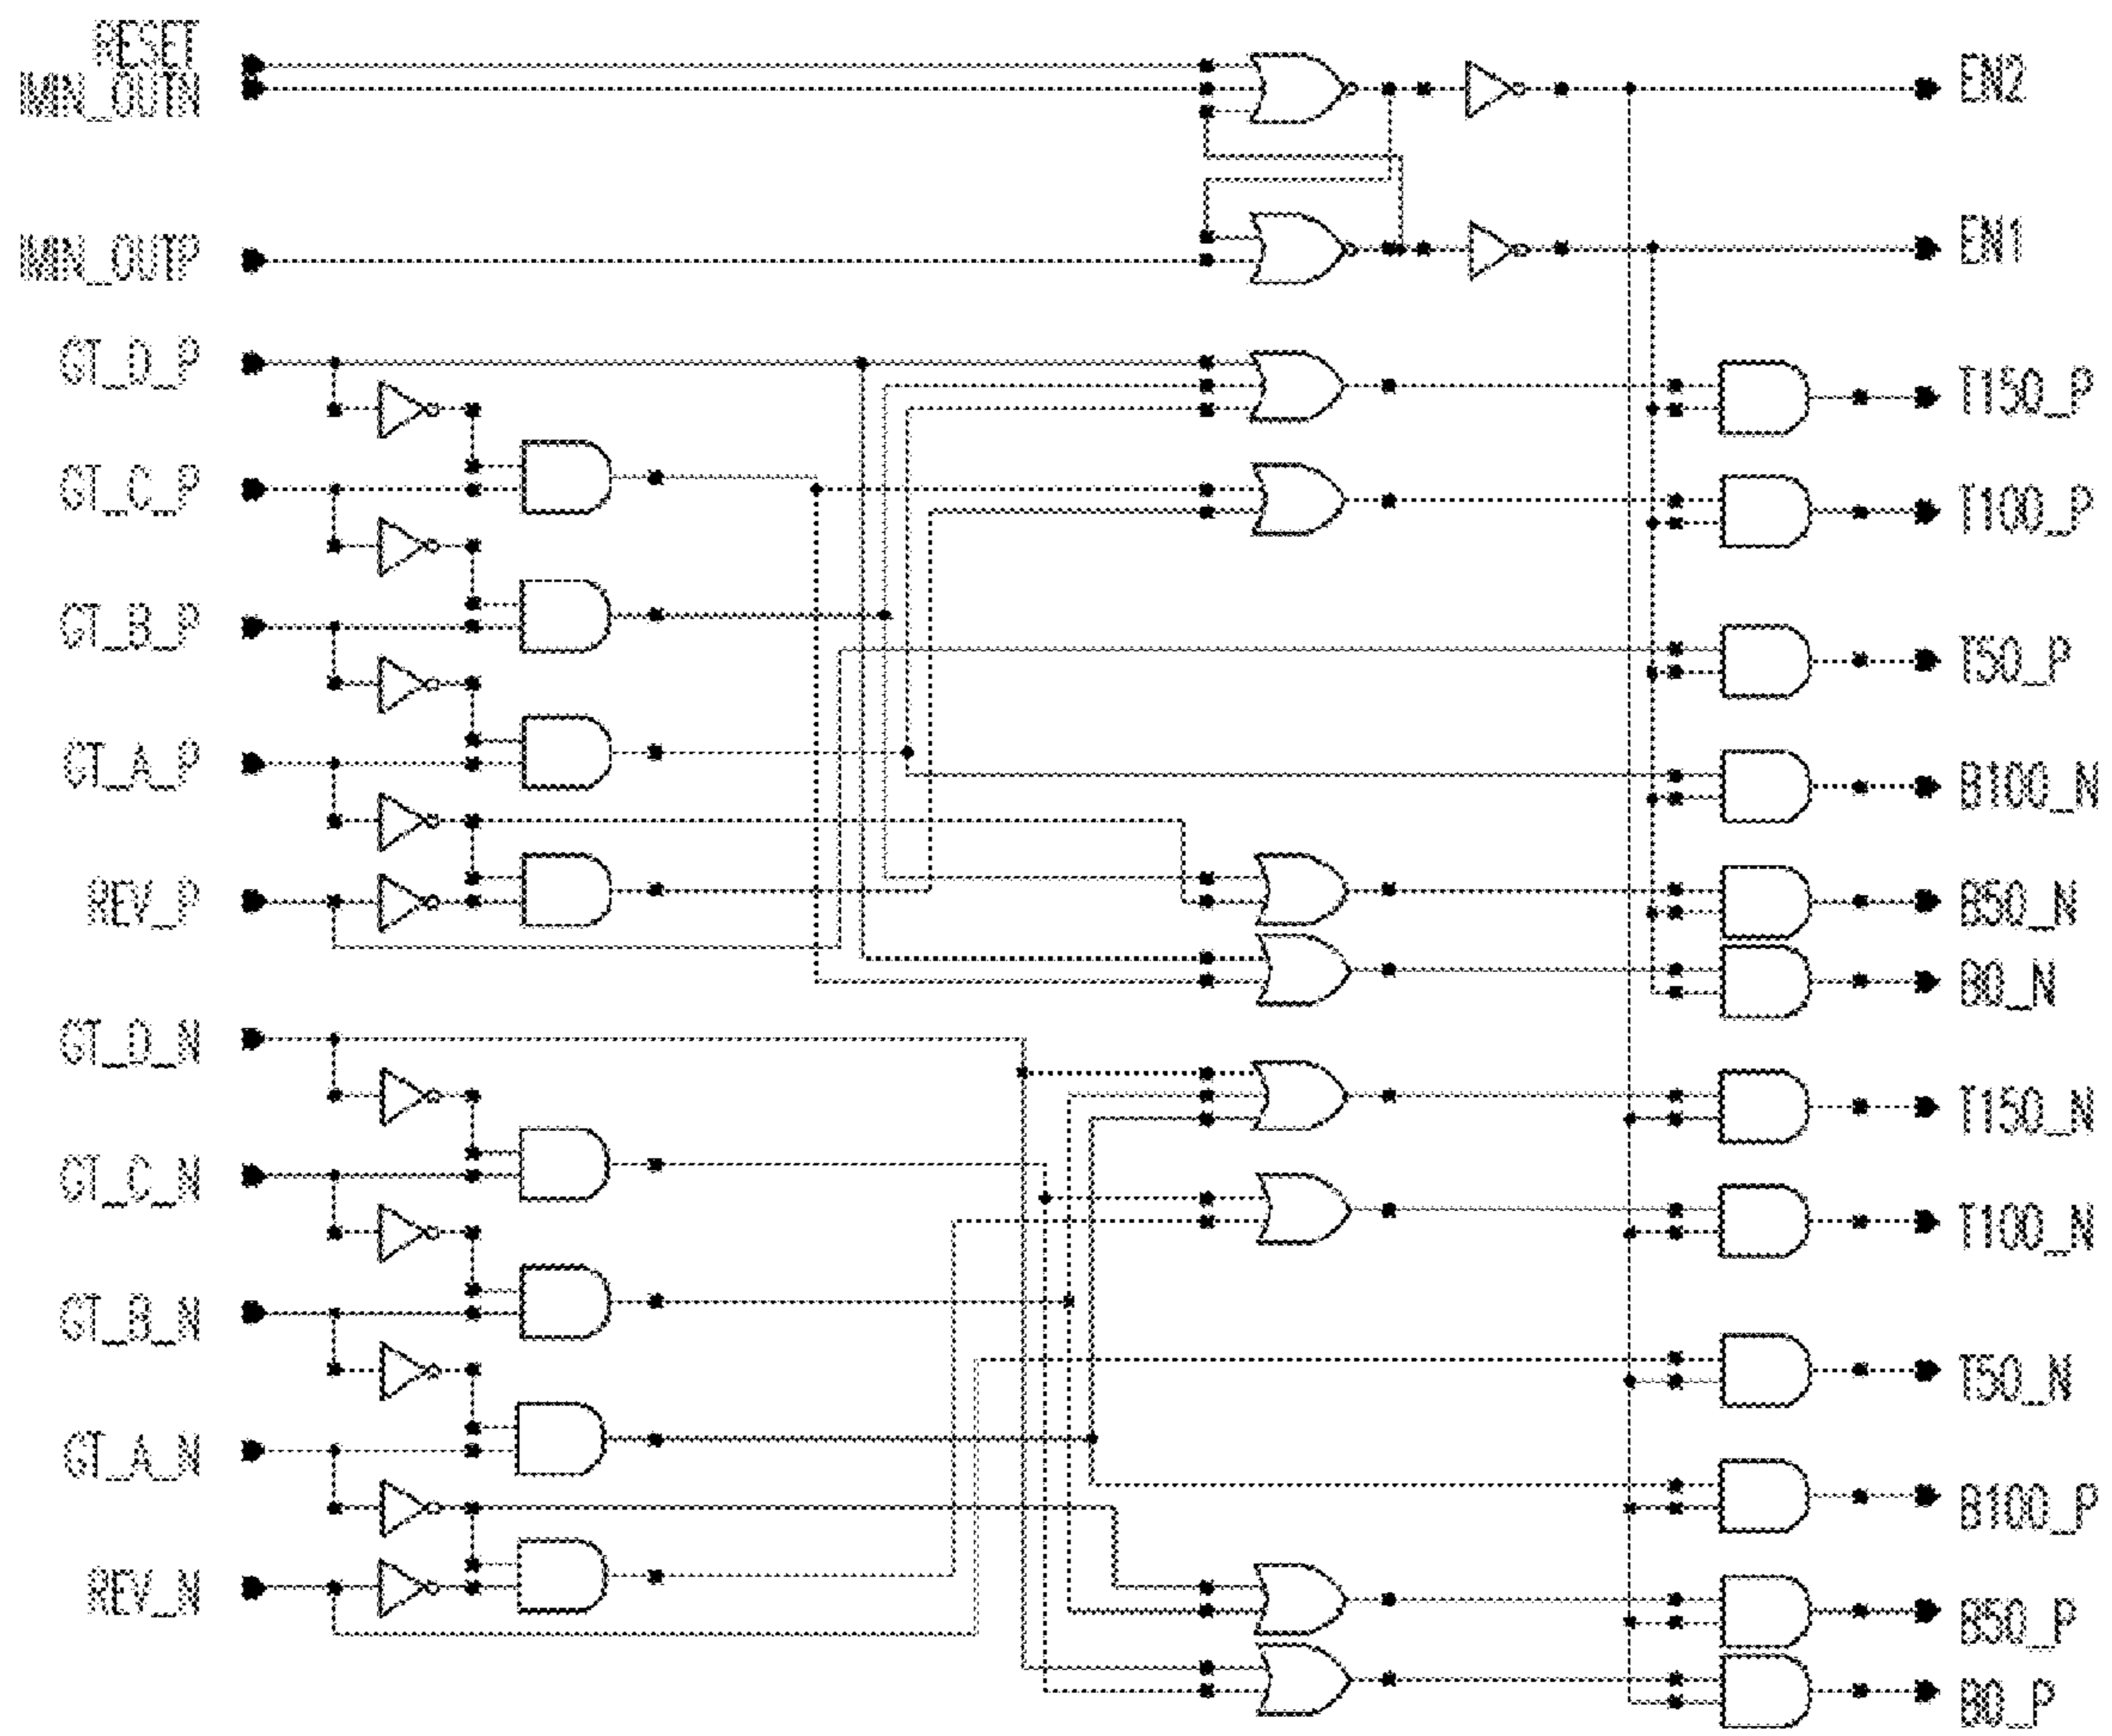 RESET
IMIN_OUTN
EN2
IMIN_OUTP
EN1
GT_D_P
T150_P
GT_C_P
T100_P
GT_B_P
T50_P
GT_A_P
B100_N
REV_P
B50_N
B0_N
GT_D_N
T150_N
GT_C_N
T100_N
GT_B_N
T50_N
GT_A_N
B100_P
REV_N
B50_P
B0_P